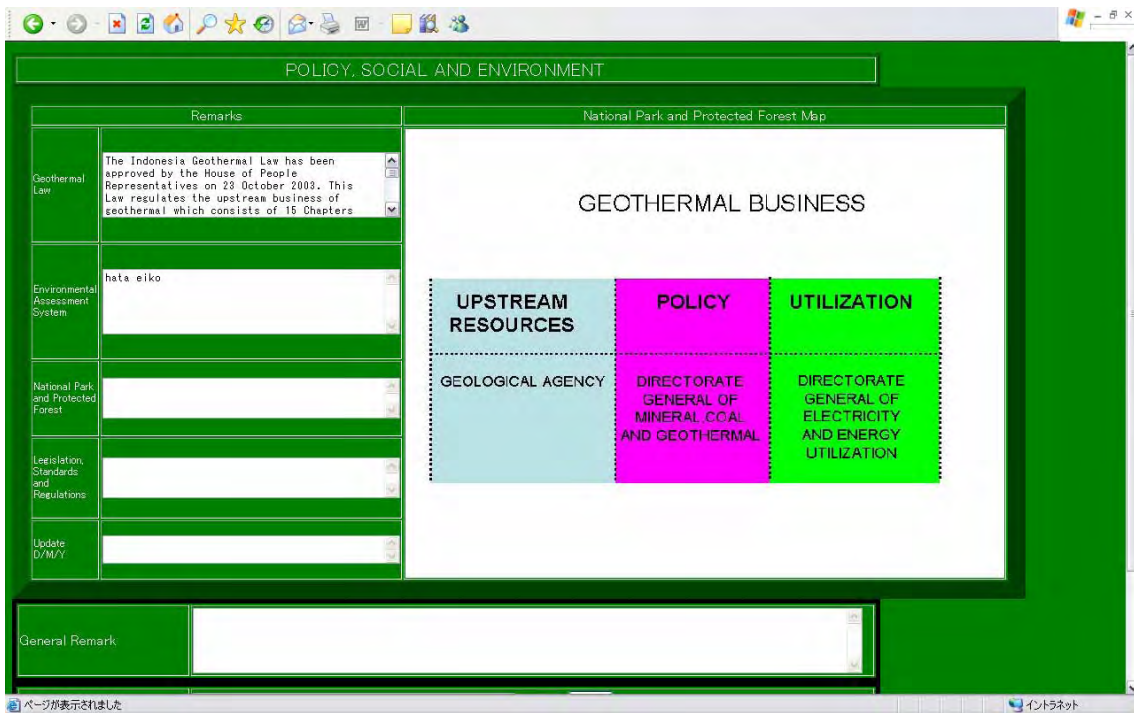 POLICY, SOCIAL AND ENVIRONMENT
Remarks
National Park and Protected Forest Map
Geothermal
Law
The Indonesia Geothermal Law has been
approved by the House of People
Representatives on 23 October 2003. This
Law regulates the upstream business of
geothermal which consists of 15 Chapters
Environmental
Assessment
System
hata eiko
National Park
and Protected
Forest
Legislation,
Standards
and
Regulations
Update
D/M/Y
GEOTHERMAL BUSINESS
UPSTREAM
RESOURCES
POLICY
UTILIZATION
GEOLOGICAL AGENCY
DIRECTORATE
GENERAL OF
MINERAL,COAL
AND GEOTHERMAL
DIRECTORATE
GENERAL OF
ELECTRICITY
AND ENERGY
UTILIZATION
General Remark
ページが表示されました
イントラネット